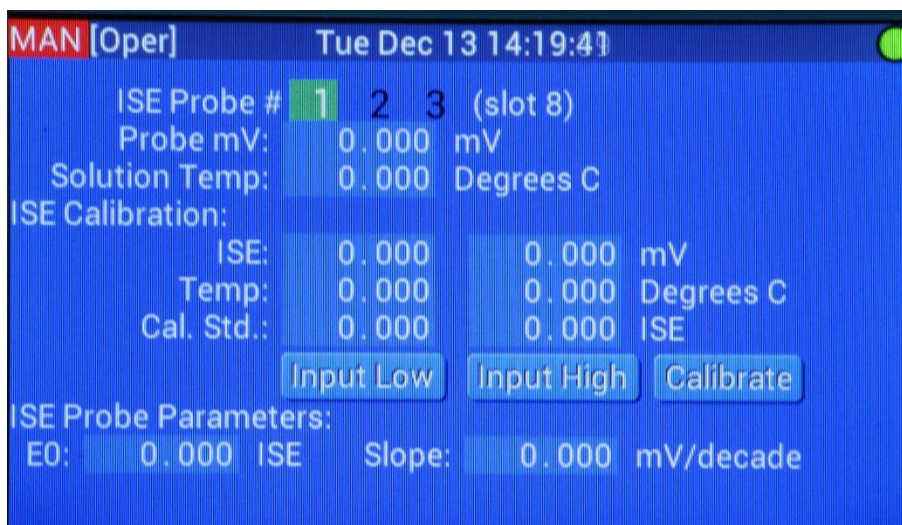 MAN [Oper] Tue Dec 13 14:19:
ISE Probe # 1 2 3 (slot 8)
Probe mV: 0.000 mV
Solution Temp: 0.000 Degrees C
ISE Calibration:
ISE: 0.000 0.000 mV
Temp: 0.000 0.000 Degrees C
Cal. Std.: 0.000 0.000 ISE
Input Low Input High Calibrate
ISE Probe Parameters:
E0: 0.000 ISE Slope: 0.000 mV/decade